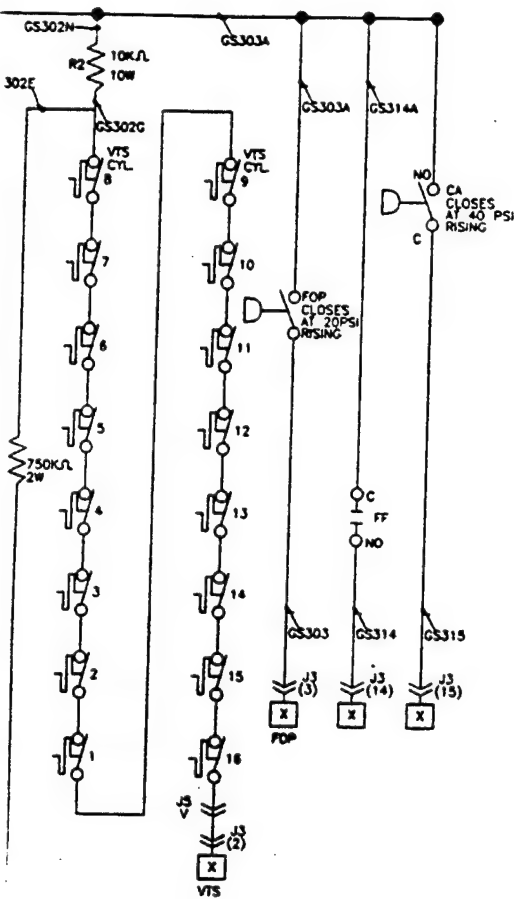 GS302N
R2
10KΩ
10W
302E
GS302G
GS303A
GS303A
GS314A
VTS
CYL.
8
7
6
5
4
3
2
1
750KΩ
2W
VTS
CYL.
9
10
11
12
13
14
15
16
J5
V
J3
(2)
X
VTS
FOP
CLOSES
AT 20PSI
RISING
GS303
J3
(3)
X
FOP
C
FF
NO
GS314
J3
(14)
X
NO
CA
CLOSES
AT 40 PSI
RISING
C
GS315
J3
(15)
X